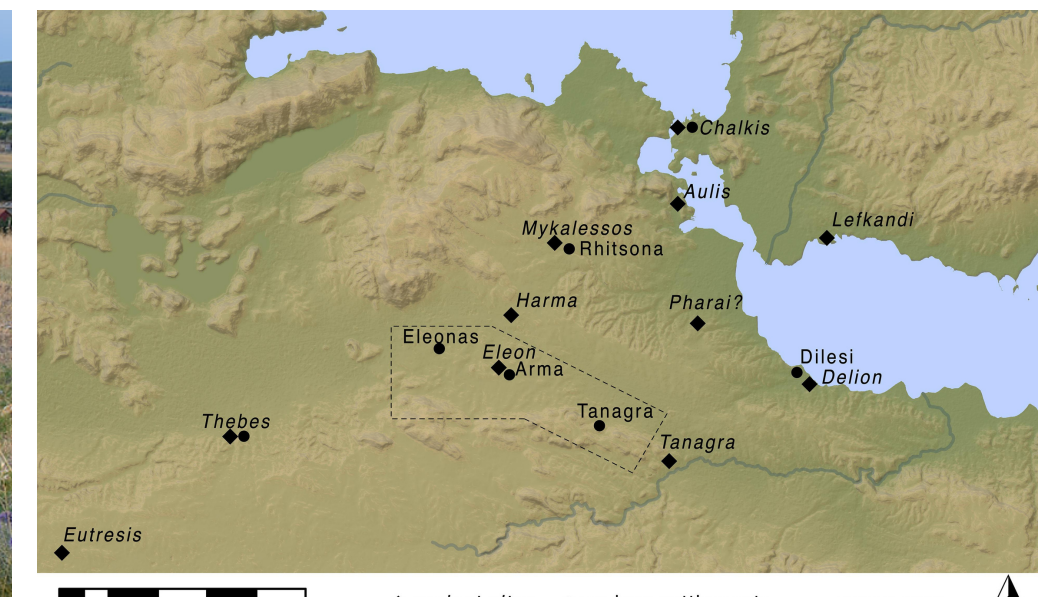 Chalkis
Aulis
Lefkandi
Mykalessos
Rhitsona
Harma
Pharai?
Eleonas
Eleon
Arma
Dilesi
Delion
Tanagra
Thebes
Tanagra
Eutresis